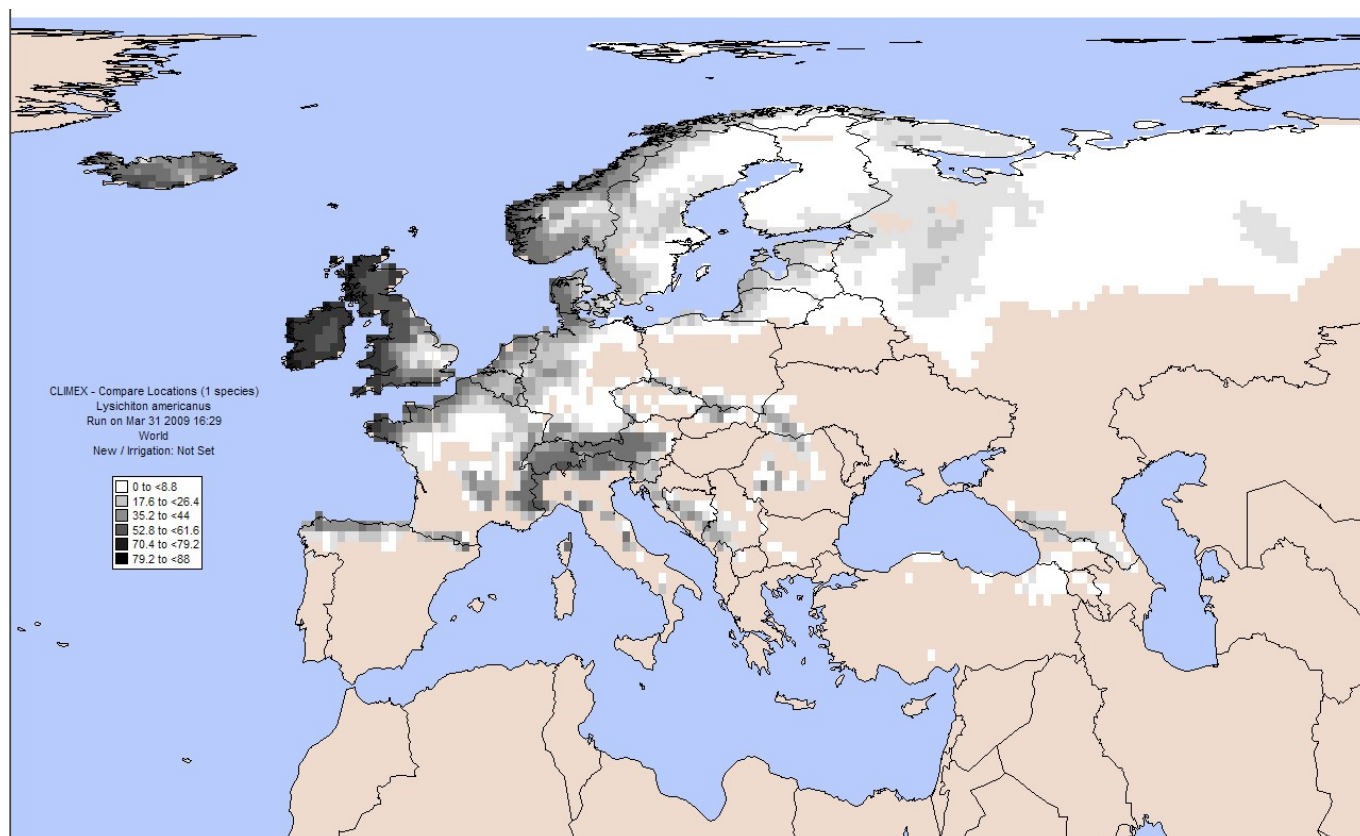 CLIMEX - Compare Locations (1 species)
Lysichiton americanus
Run on Mar 31 2009 16:29
World
New / Irrigation: Not Set
0 to <8.8
17.6 to <26.4
35.2 to <44
52.8 to <61.6
70.4 to <79.2
79.2 to <88